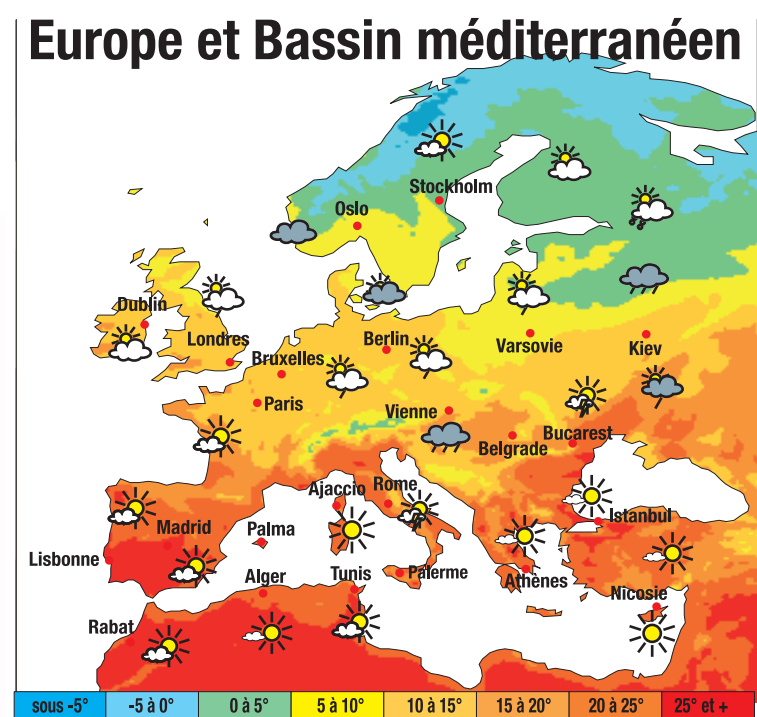 Europe et Bassin méditerranéen
Stockholm
Oslo
Dublin
Londres
Berlin
Varsovie
Kiev
Bruxelles
Paris
Vienne
Bucarest
Belgrade
Ajaccio
Rome
Istanbul
Madrid
Palma
Lisbonne
Alger
Tunis
Palerme
Athènes
Nicosie
Rabat
sous -5°
-5 à 0°
0 à 5°
5 à 10°
10 à 15°
15 à 20°
20 à 25°
25° et +